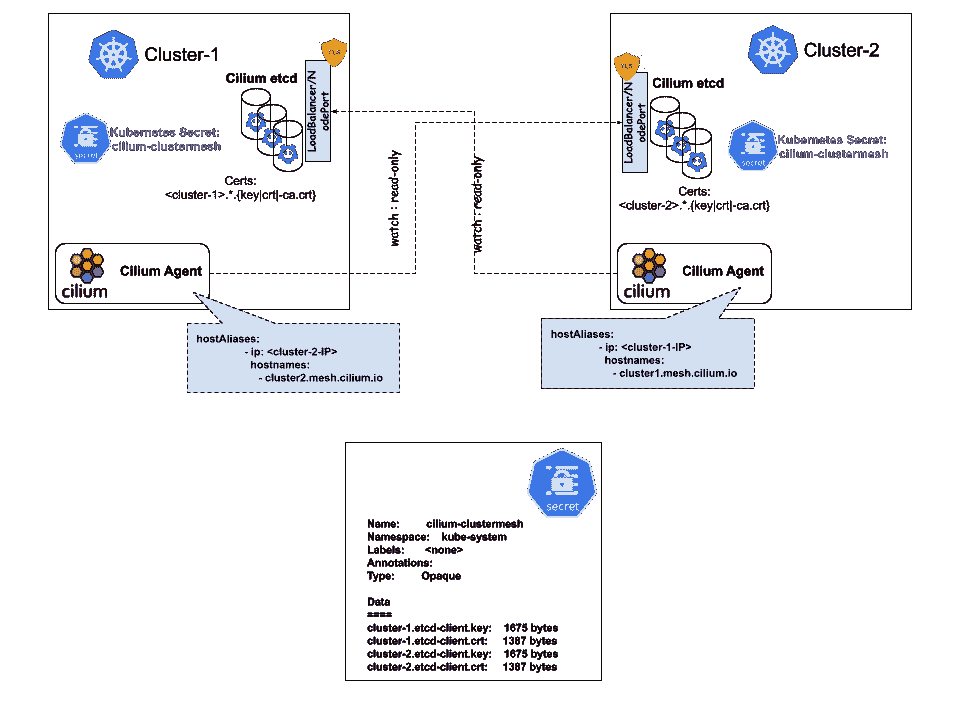 Cluster-1
TLS
Cilium etcd
LoadBalancer/N
odePort
Kubernetes Secret:
cilium-clustermesh
secret
Certs:
<cluster-1>.*.{key|crt|-ca.crt}
Cilium Agent
cilium
hostAliases:
- ip: <cluster-2-IP>
hostnames:
- cluster2.mesh.cilium.io
watch : read-only
watch : read-only
Cluster-2
TLS
Cilium etcd
LoadBalancer/N
odePort
Kubernetes Secret:
cilium-clustermesh
secret
Certs:
<cluster-2>.*.{key|crt|-ca.crt}
Cilium Agent
cilium
hostAliases:
- ip: <cluster-1-IP>
hostnames:
- cluster1.mesh.cilium.io
secret
Name: cilium-clustermesh
Namespace: kube-system
Labels: <none>
Annotations:
Type: Opaque
Data
====
cluster-1.etcd-client.key: 1675 bytes
cluster-1.etcd-client.crt: 1387 bytes
cluster-2.etcd-client.key: 1675 bytes
cluster-2.etcd-client.crt: 1387 bytes